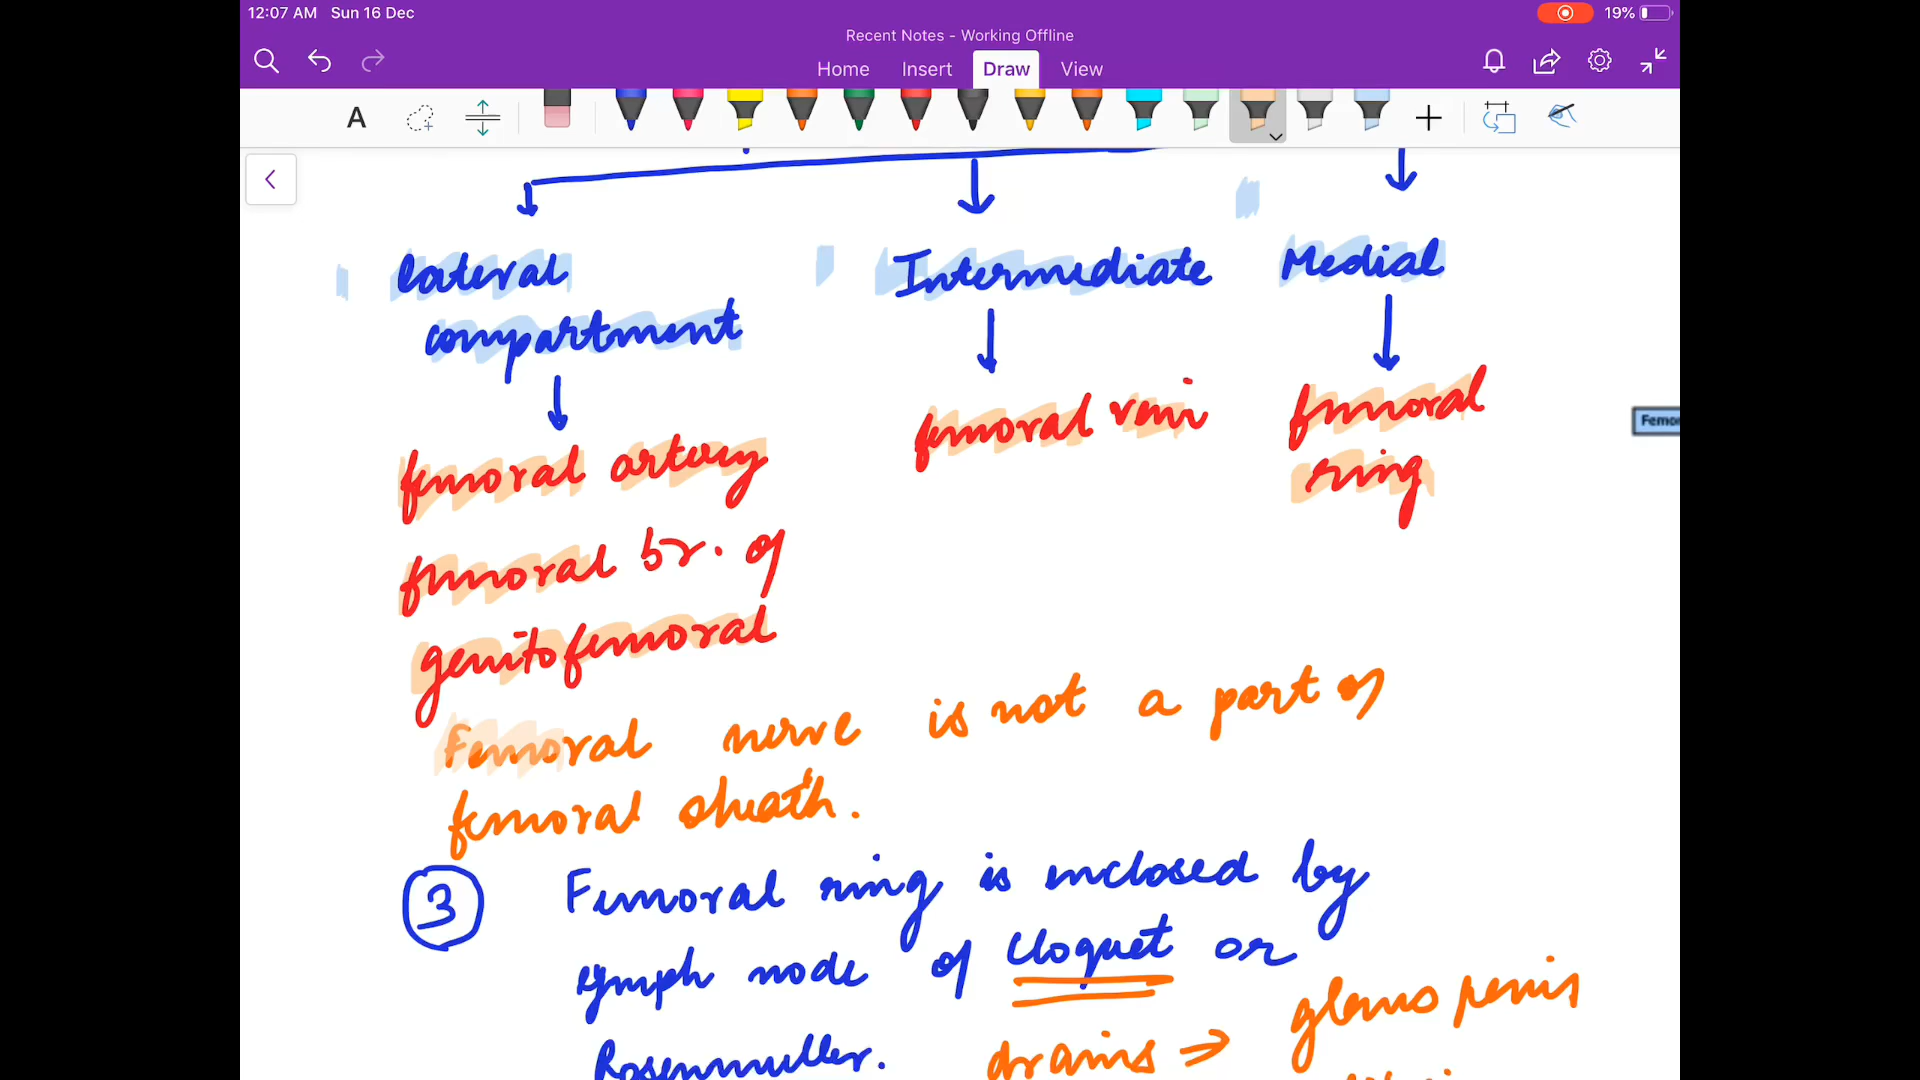 12:07 AM Sun 16 Dec
19%
Recent Notes - Working Offline
Home Insert Draw View
A
lateral compartment
Intermediate
Medial
femoral artery
femoral br. of
genitofemoral
femoral vein
femoral
ring
Femo
Femoral nerve is not a part of
femoral sheath.
3 Femoral ring is enclosed by
lymph node of Cloquet or
Rosenmuller. drains ⇒ glans penis